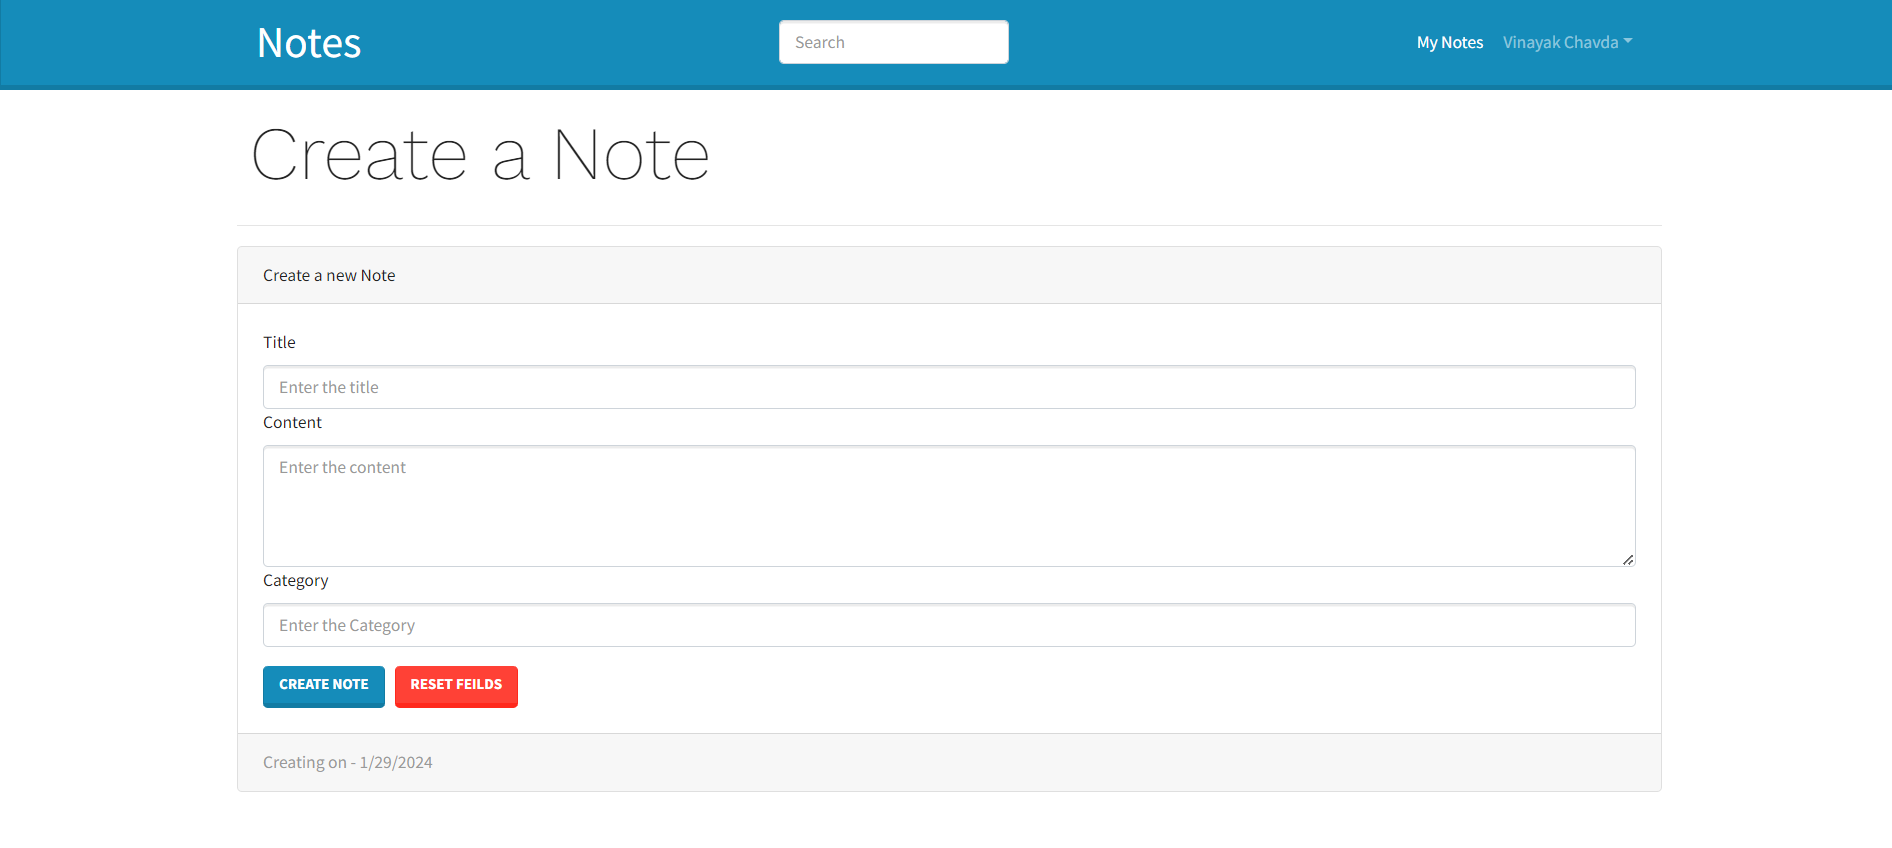 Notes
Search
My Notes
Vinayak Chavda
Create a Note
Create a new Note
Title
Enter the title
Content
Enter the content
Category
Enter the Category
CREATE NOTE
RESET FEILDS
Creating on - 1/29/2024